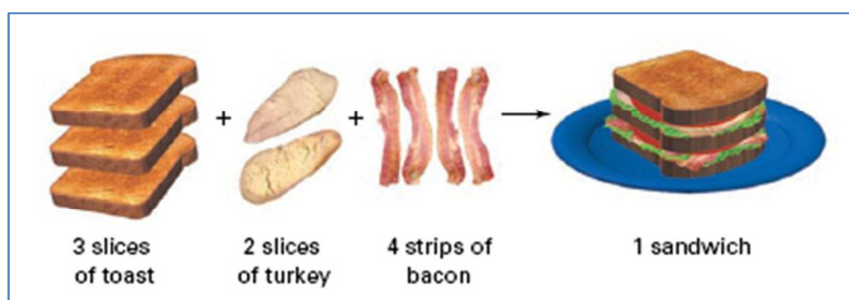 +
+
3 slices
of toast
2 slices
of turkey
4 strips of
bacon
1 sandwich